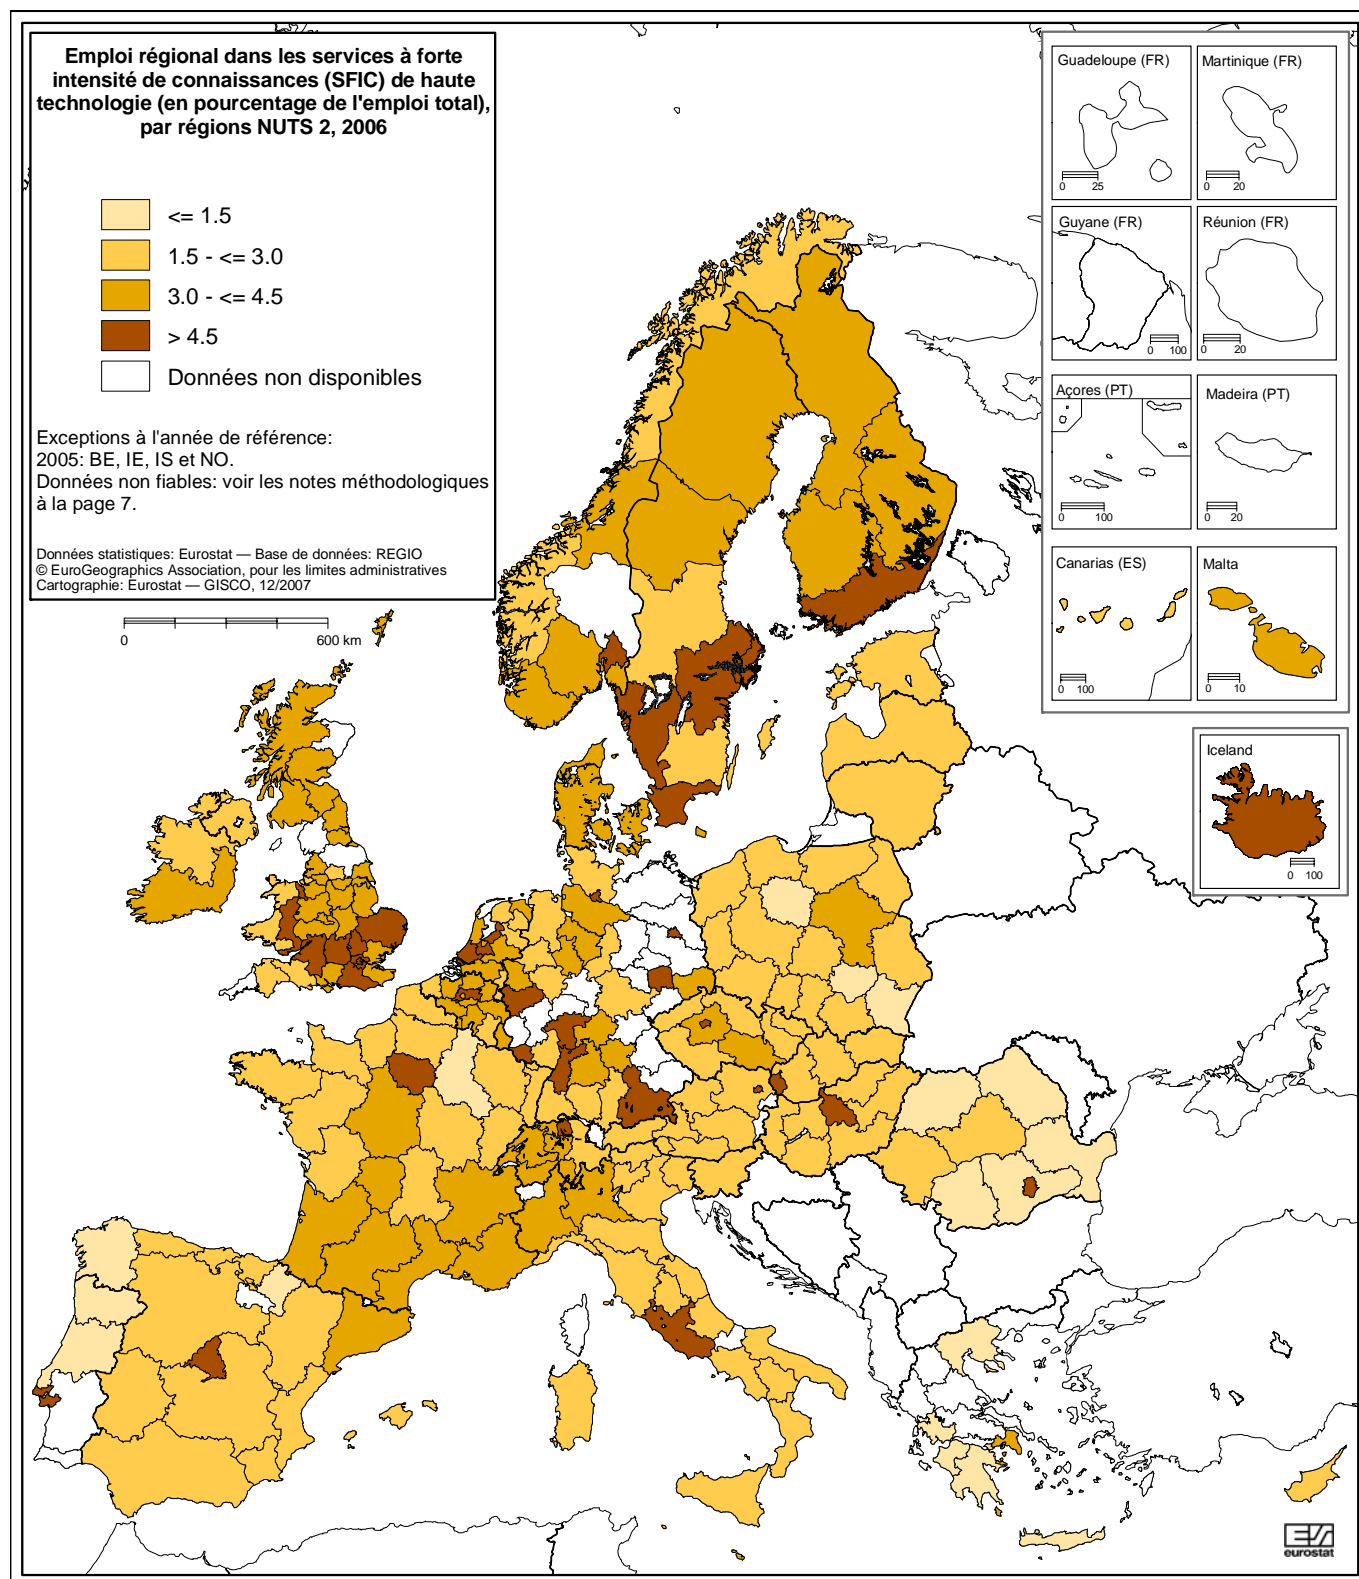 Emploi régional dans les services à forte
intensité de connaissances (SFIC) de haute
technologie (en pourcentage de l'emploi total),
par régions NUTS 2, 2006
<= 1.5
1.5 - <= 3.0
3.0 - <= 4.5
> 4.5
Données non disponibles
Exceptions à l'année de référence:
2005: BE, IE, IS et NO.
Données non fiables: voir les notes méthodologiques
à la page 7.
Données statistiques: Eurostat — Base de données: REGIO
© EuroGeographics Association, pour les limites administratives
Cartographie: Eurostat — GISCO, 12/2007
0 600 km
Guadeloupe (FR)
0 25
Martinique (FR)
0 20
Guyane (FR)
0 100
Réunion (FR)
0 20
Açores (PT)
0 100
Madeira (PT)
0 20
Canarias (ES)
0 100
Malta
0 10
Iceland
0 100
eurostat